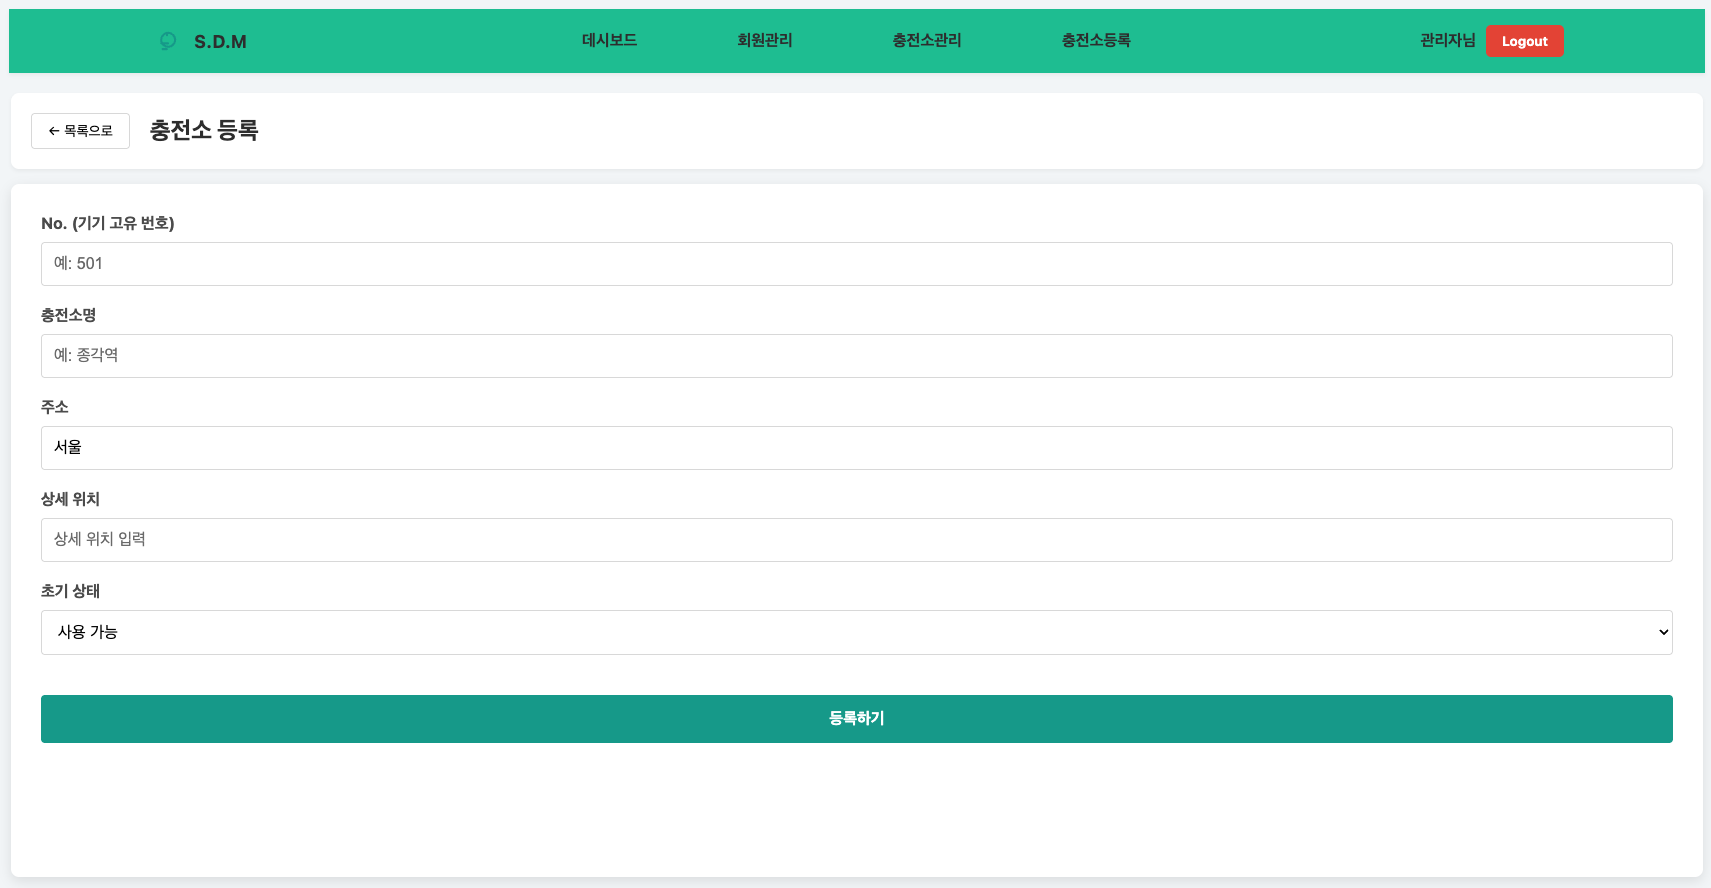 S.D.M 데시보드 회원관리 충전소관리 충전소등록 관리자님 Logout
← 목록으로 충전소 등록
No. (기기 고유 번호)
예: 501
충전소명
예: 종각역
주소
서울
상세 위치
상세 위치 입력
초기 상태
사용 가능
등록하기